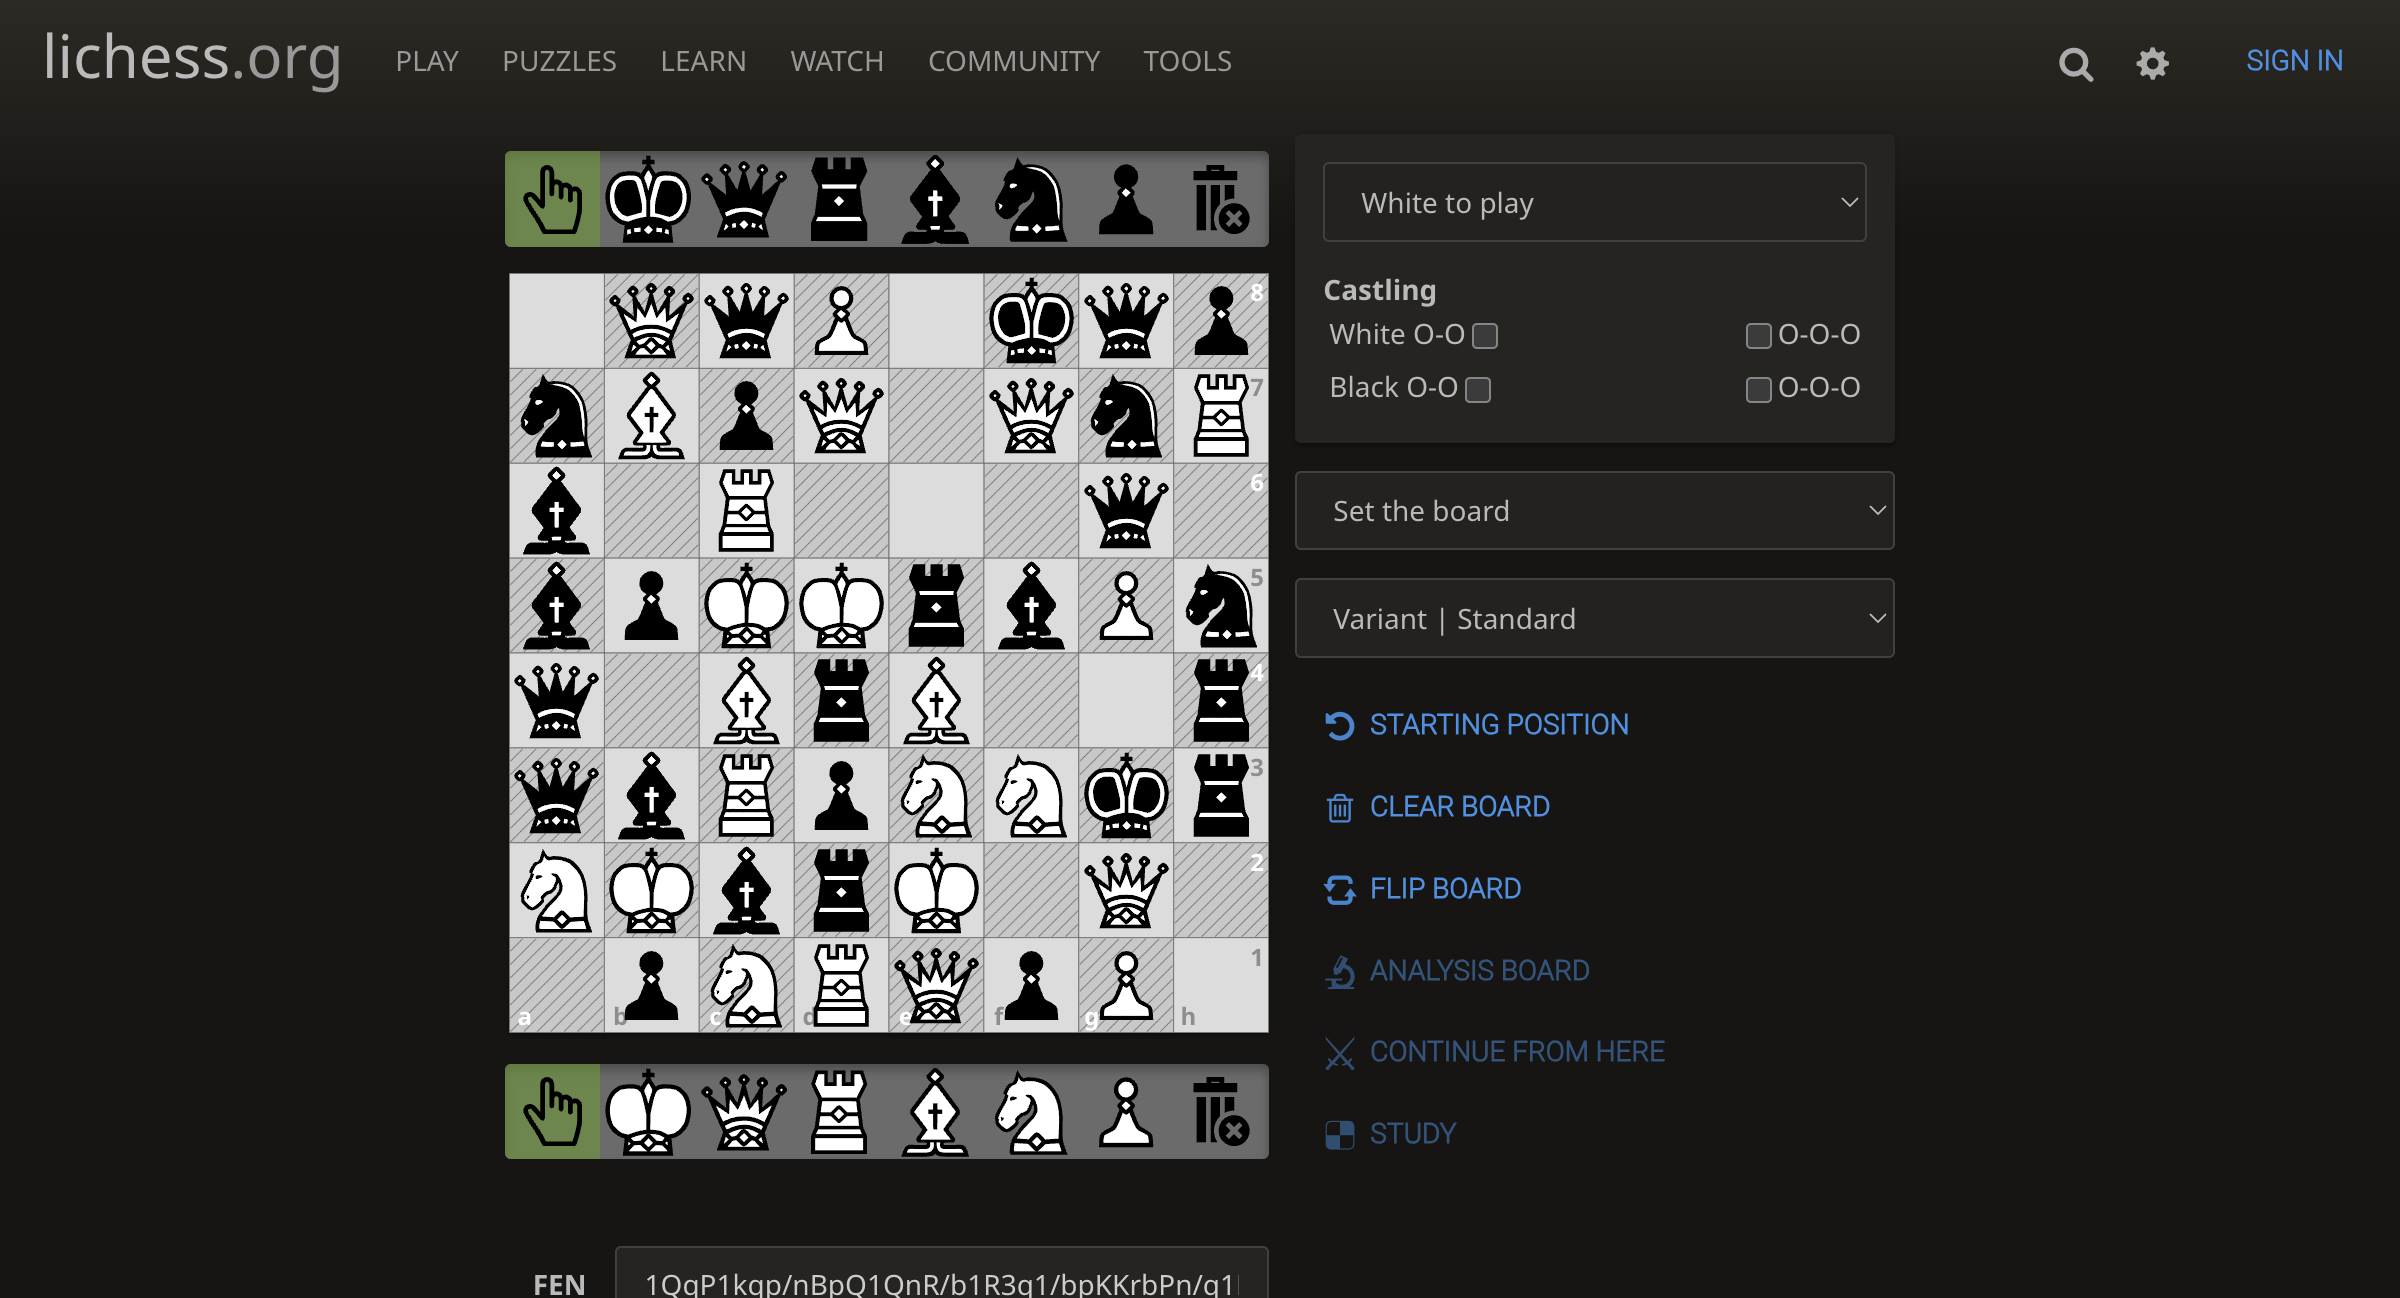 lichess.org PLAY PUZZLES LEARN WATCH COMMUNITY TOOLS SIGN IN
White to play
Castling
White O-O O-O-O
Black O-O O-O-O
Set the board
Variant | Standard
STARTING POSITION
CLEAR BOARD
FLIP BOARD
ANALYSIS BOARD
CONTINUE FROM HERE
STUDY
8
7
6
5
4
3
2
1
a b c d e f g h
FEN 1QqP1kqp/nBpQ1QnR/b1R3q1/bpKKrbPn/q1